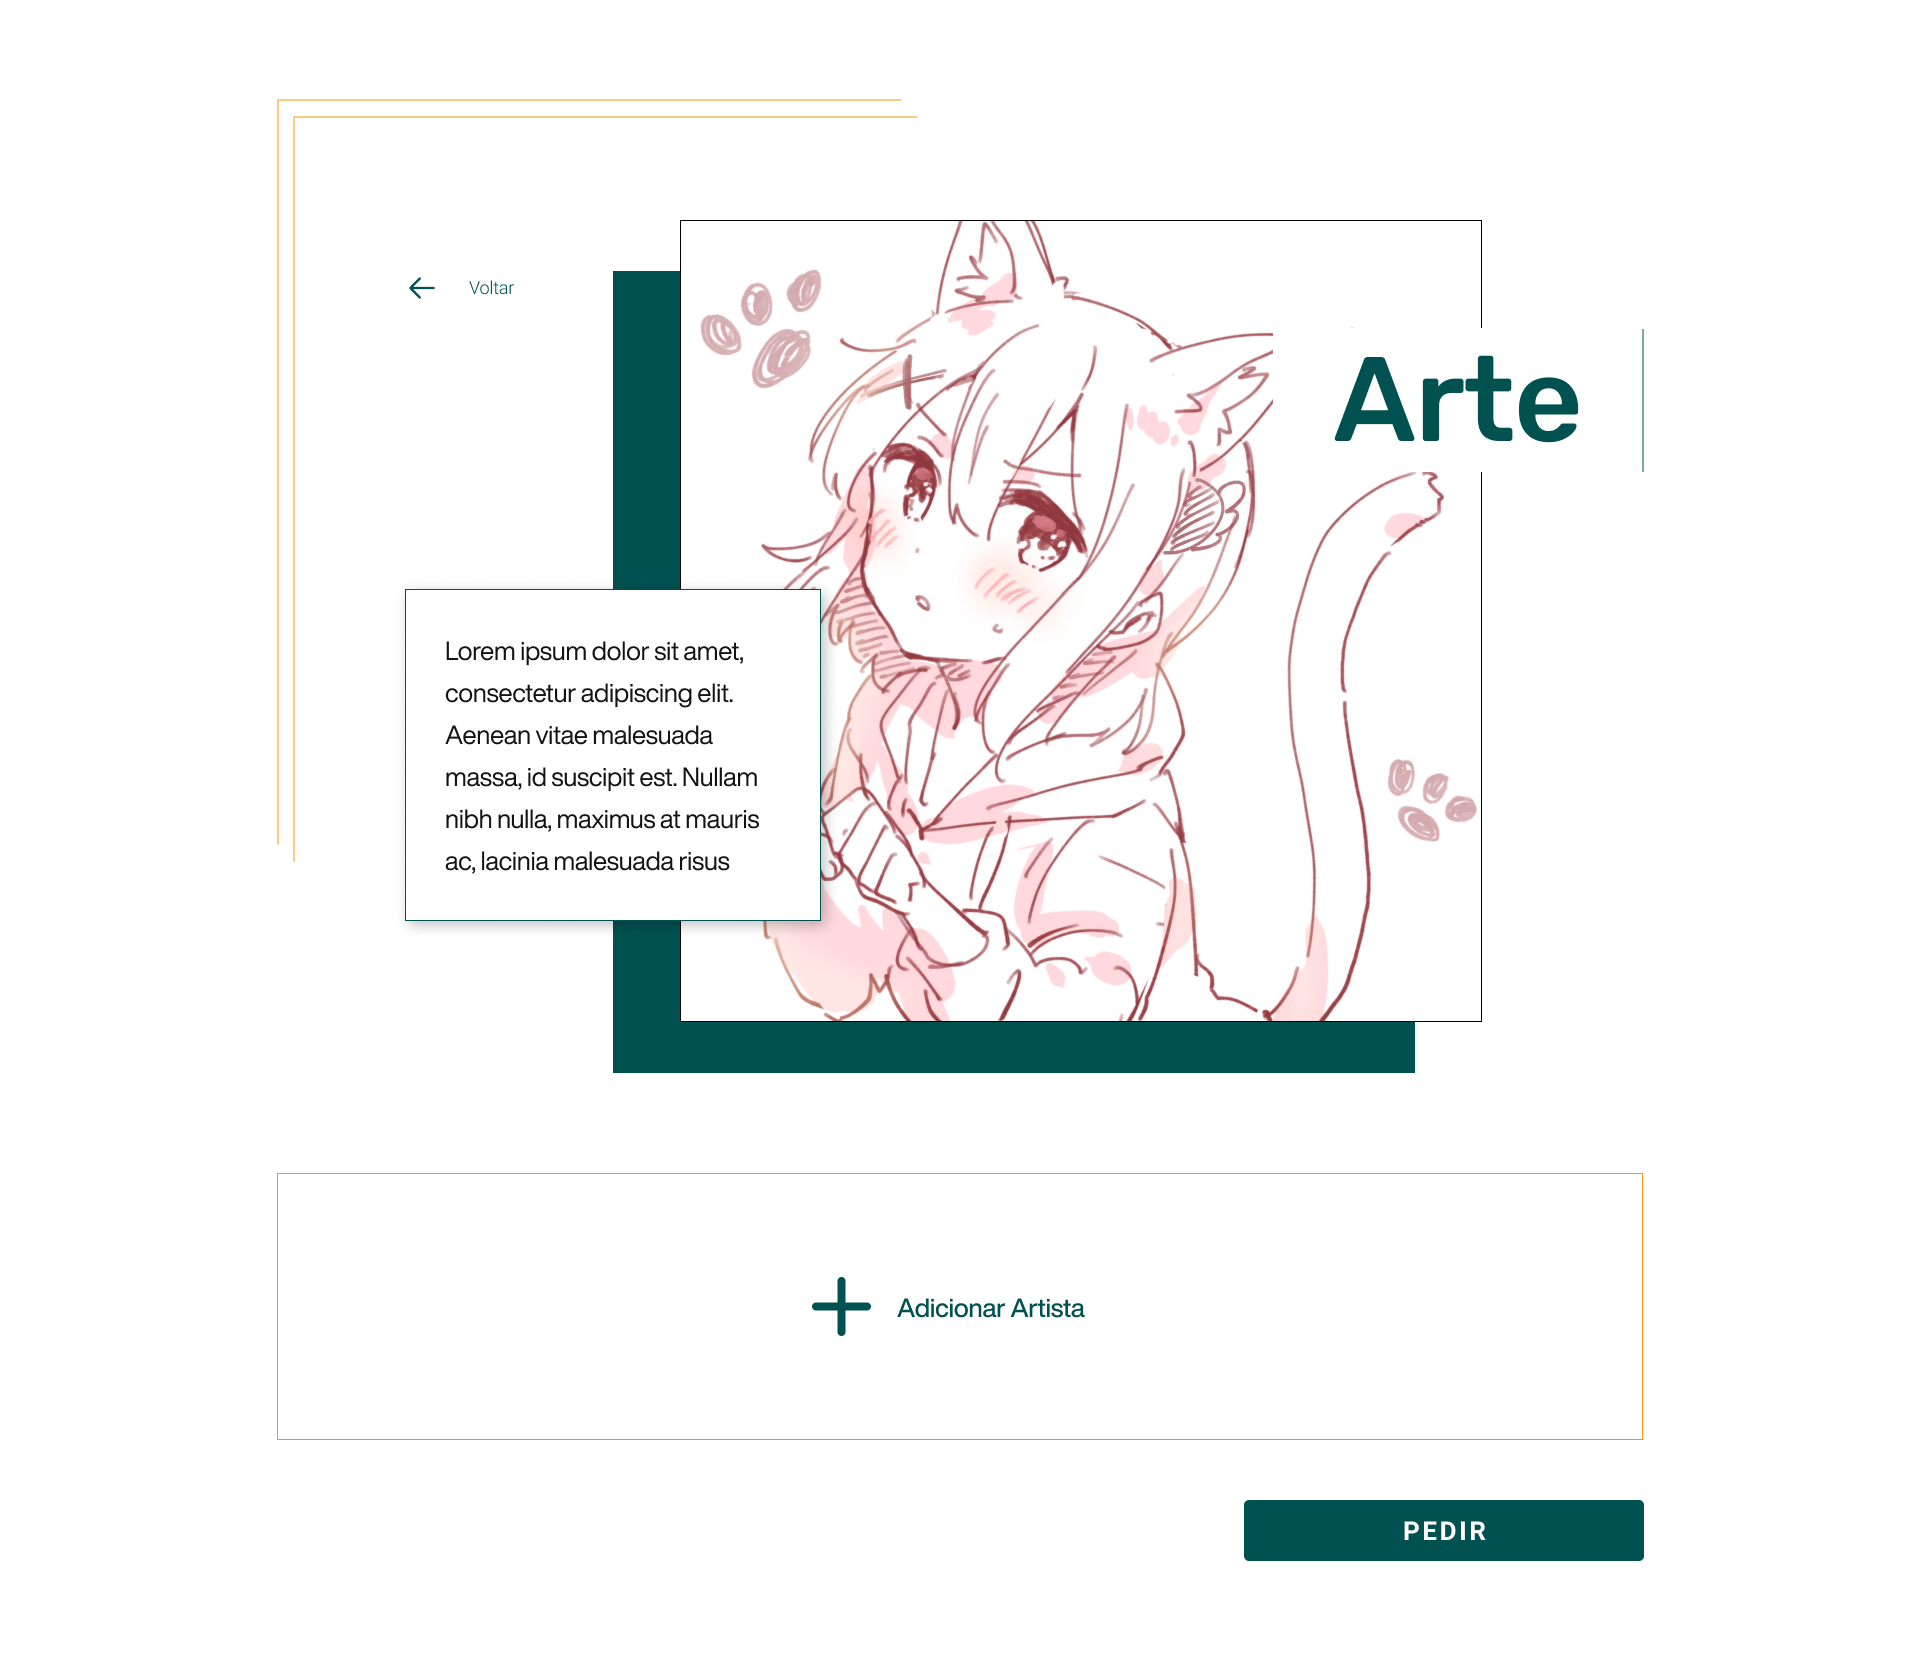 Voltar
Arte
Lorem ipsum dolor sit amet,
consectetur adipiscing elit.
Aenean vitae malesuada
massa, id suscipit est. Nullam
nibh nulla, maximus at mauris
ac, lacinia malesuada risus
Adicionar Artista
PEDIR